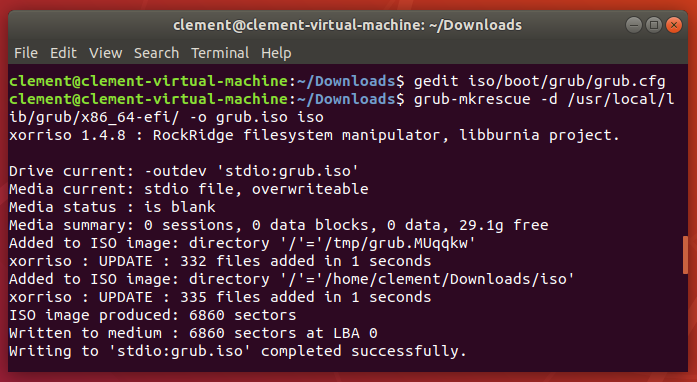 clement@clement-virtual-machine: ~/Downloads
File Edit View Search Terminal Help
clement@clement-virtual-machine:~/Downloads$ gedit iso/boot/grub/grub.cfg
clement@clement-virtual-machine:~/Downloads$ grub-mkrescue -d /usr/local/l
ib/grub/x86_64-efi/ -o grub.iso iso
xorriso 1.4.8 : RockRidge filesystem manipulator, libburnia project.
Drive current: -outdev 'stdio:grub.iso'
Media current: stdio file, overwriteable
Media status : is blank
Media summary: 0 sessions, 0 data blocks, 0 data, 29.1g free
Added to ISO image: directory '/'='/tmp/grub.MUqqkw'
xorriso : UPDATE : 332 files added in 1 seconds
Added to ISO image: directory '/'='/home/clement/Downloads/iso'
xorriso : UPDATE : 335 files added in 1 seconds
ISO image produced: 6860 sectors
Written to medium : 6860 sectors at LBA 0
Writing to 'stdio:grub.iso' completed successfully.